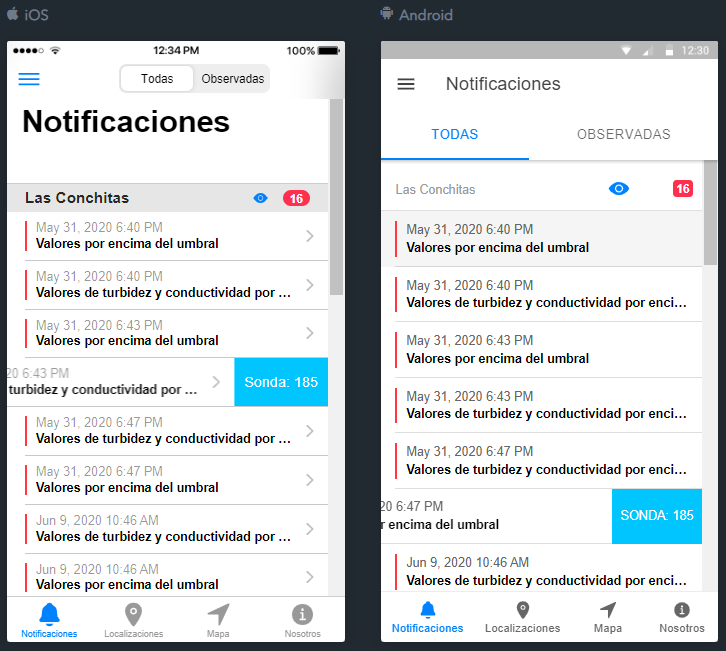 iOS
12:34 PM
100%
Todas
Observadas
Notificaciones
Las Conchitas
16
May 31, 2020 6:40 PM
Valores por encima del umbral
May 31, 2020 6:40 PM
Valores de turbidez y conductividad por ...
May 31, 2020 6:43 PM
Valores por encima del umbral
20 6:43 PM
turbidez y conductividad por ...
Sonda: 185
May 31, 2020 6:47 PM
Valores de turbidez y conductividad por ...
May 31, 2020 6:47 PM
Valores por encima del umbral
Jun 9, 2020 10:46 AM
Valores de turbidez y conductividad por ...
Jun 9, 2020 10:46 AM
Valores por encima del umbral
Notificaciones
Localizaciones
Mapa
Nosotros
Android
12:30
Notificaciones
TODAS
OBSERVADAS
Las Conchitas
16
May 31, 2020 6:40 PM
Valores por encima del umbral
May 31, 2020 6:40 PM
Valores de turbidez y conductividad por enci...
May 31, 2020 6:43 PM
Valores por encima del umbral
May 31, 2020 6:43 PM
Valores de turbidez y conductividad por enci...
May 31, 2020 6:47 PM
Valores de turbidez y conductividad por enci...
20 6:47 PM
r encima del umbral
SONDA: 185
Jun 9, 2020 10:46 AM
Valores de turbidez y conductividad por enci...
Notificaciones
Localizaciones
Mapa
Nosotros